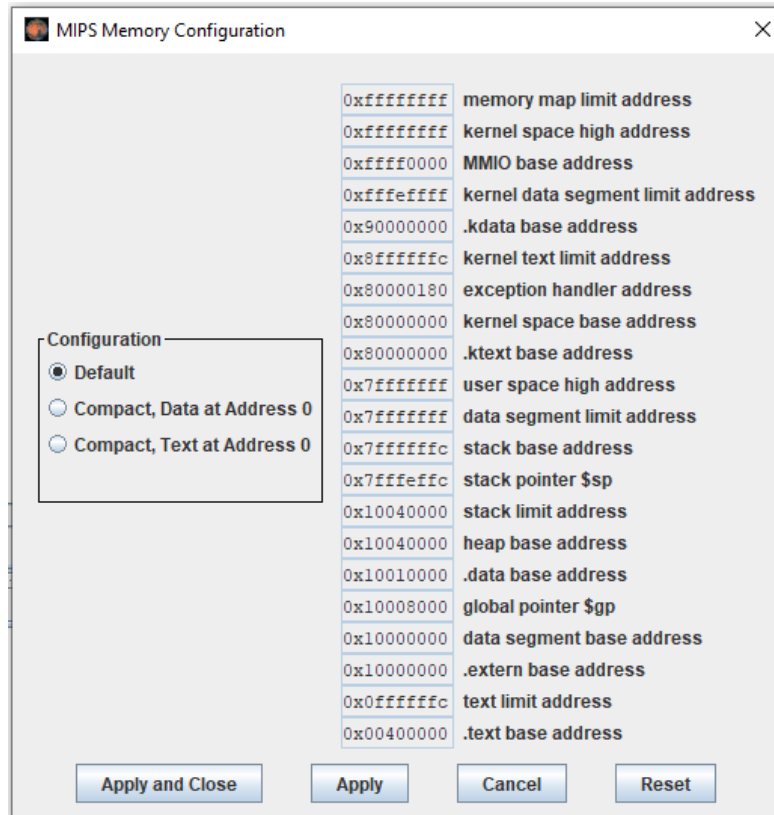 MIPS Memory Configuration
0xffffffff memory map limit address
0xffffffff kernel space high address
0xffff0000 MMIO base address
0xfffeffff kernel data segment limit address
0x90000000 .kdata base address
0x8ffffffc kernel text limit address
0x80000180 exception handler address
0x80000000 kernel space base address
0x80000000 .ktext base address
0x7fffffff user space high address
0x7fffffff data segment limit address
0x7ffffffc stack base address
0x7fffeffc stack pointer $sp
0x10040000 stack limit address
0x10040000 heap base address
0x10010000 .data base address
0x10008000 global pointer $gp
0x10000000 data segment base address
0x10000000 .extern base address
0x0ffffffc text limit address
0x00400000 .text base address
Configuration
Default
Compact, Data at Address 0
Compact, Text at Address 0
Apply and Close
Apply
Cancel
Reset